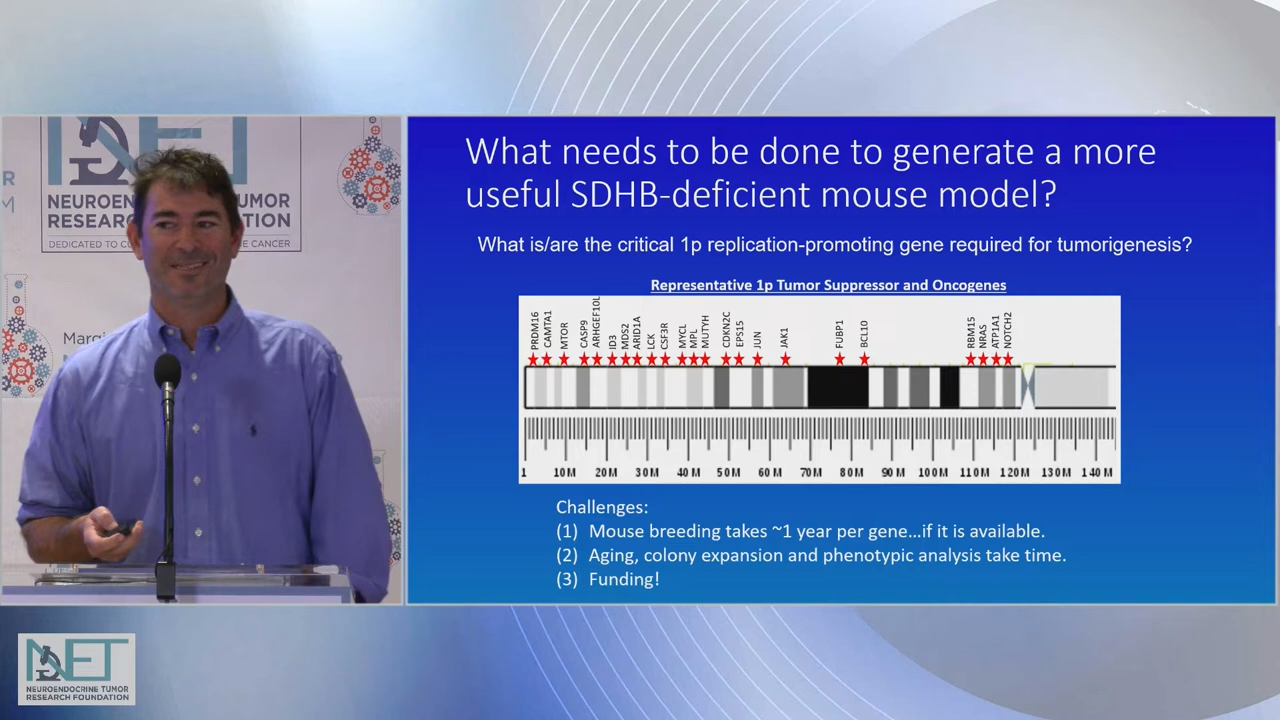 NET
NEUROENDOCRINE TUMOR
RESEARCH FOUNDATION
What needs to be done to generate a more
useful SDHB-deficient mouse model?
What is/are the critical 1p replication-promoting gene required for tumorigenesis?
Representative 1p Tumor Suppressor and Oncogenes
PRDM16 CAMTA1 MTOR CASP9 ARHGEF10L ID3 MDS2 ARID1A LCK CSF3R MYCL MPL MUTYH CDKN2C EPS15 JUN JAK1 FUBP1 BCL10 RBM15 NRAS ATP1A1 NOTCH2
1 10M 20M 30M 40M 50M 60M 70M 80M 90M 100M 110M 120M 130M 140M
Challenges:
(1) Mouse breeding takes ~1 year per gene...if it is available.
(2) Aging, colony expansion and phenotypic analysis take time.
(3) Funding!
NET
NEUROENDOCRINE TUMOR
RESEARCH FOUNDATION